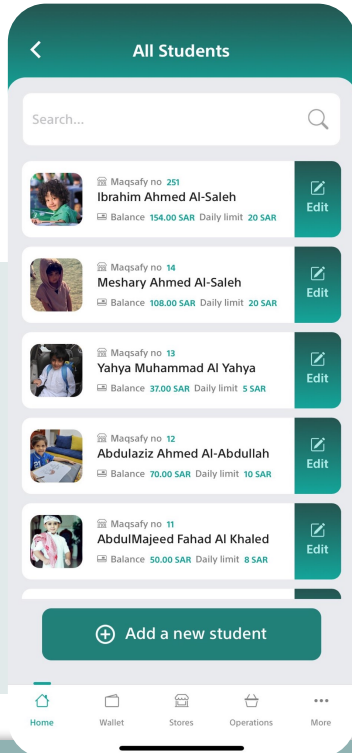 All Students
Search...
Maqsafy no 251
Ibrahim Ahmed Al-Saleh
Balance 154.00 SAR Daily limit 20 SAR
Edit
Maqsafy no 14
Meshary Ahmed Al-Saleh
Balance 108.00 SAR Daily limit 20 SAR
Edit
Maqsafy no 13
Yahya Muhammad Al Yahya
Balance 37.00 SAR Daily limit 5 SAR
Edit
Maqsafy no 12
Abdulaziz Ahmed Al-Abdullah
Balance 70.00 SAR Daily limit 10 SAR
Edit
Maqsafy no 11
AbdulMajeed Fahad Al Khaled
Balance 50.00 SAR Daily limit 8 SAR
Edit
Add a new student
Home Wallet Stores Operations More